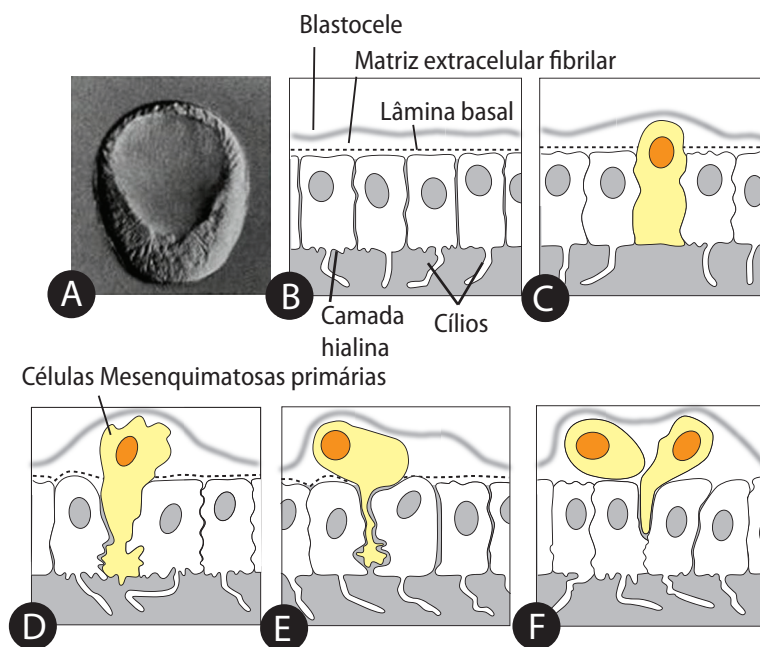 Blastocele
Matriz extracelular fibrilar
Lâmina basal
A
B
C
Camada
hialina
Cílios
Células Mesenquimatosas primárias
D
E
F